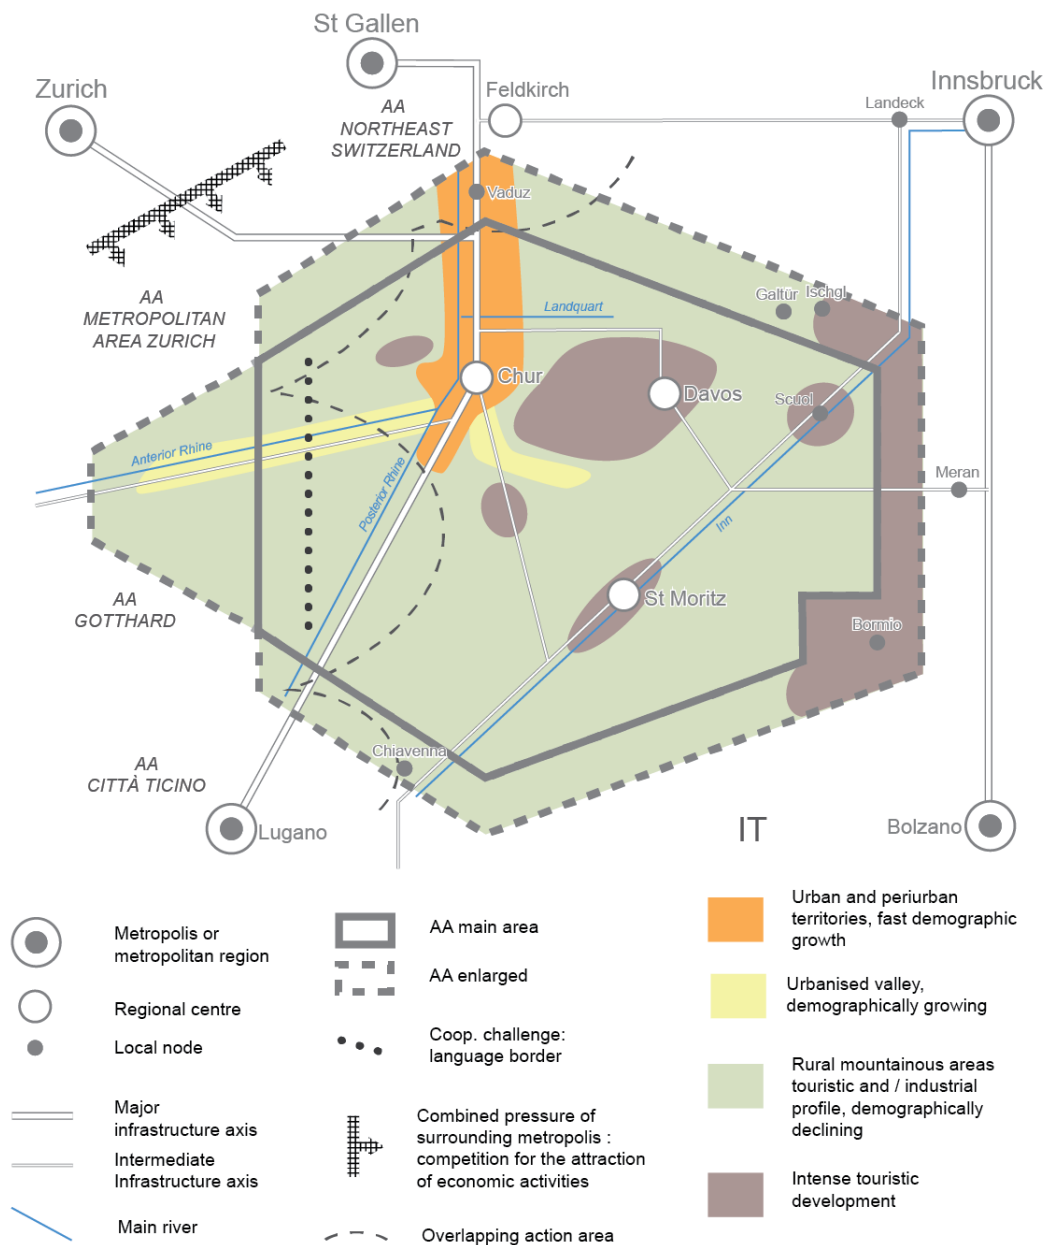 St Gallen
Zurich
Feldkirch
Innsbruck
Landeck
AA
NORTHEAST
SWITZERLAND
Vaduz
Galtür
Ischgl
Landquart
AA
METROPOLITAN
AREA ZURICH
Chur
Davos
Scuol
Anterior Rhine
Posterior Rhine
Meran
Inn
AA
GOTTHARD
St Moritz
Bormio
Chiavenna
AA
CITTÀ TICINO
Lugano
IT
Bolzano
Metropolis or
metropolitan region
Regional centre
Local node
Major
infrastructure axis
Intermediate
Infrastructure axis
Main river
AA main area
AA enlarged
Coop. challenge:
language border
Combined pressure of
surrounding metropolis :
competition for the attraction
of economic activities
Overlapping action area
Urban and periurban
territories, fast demographic
growth
Urbanised valley,
demographically growing
Rural mountainous areas
touristic and / industrial
profile, demographically
declining
Intense touristic
development